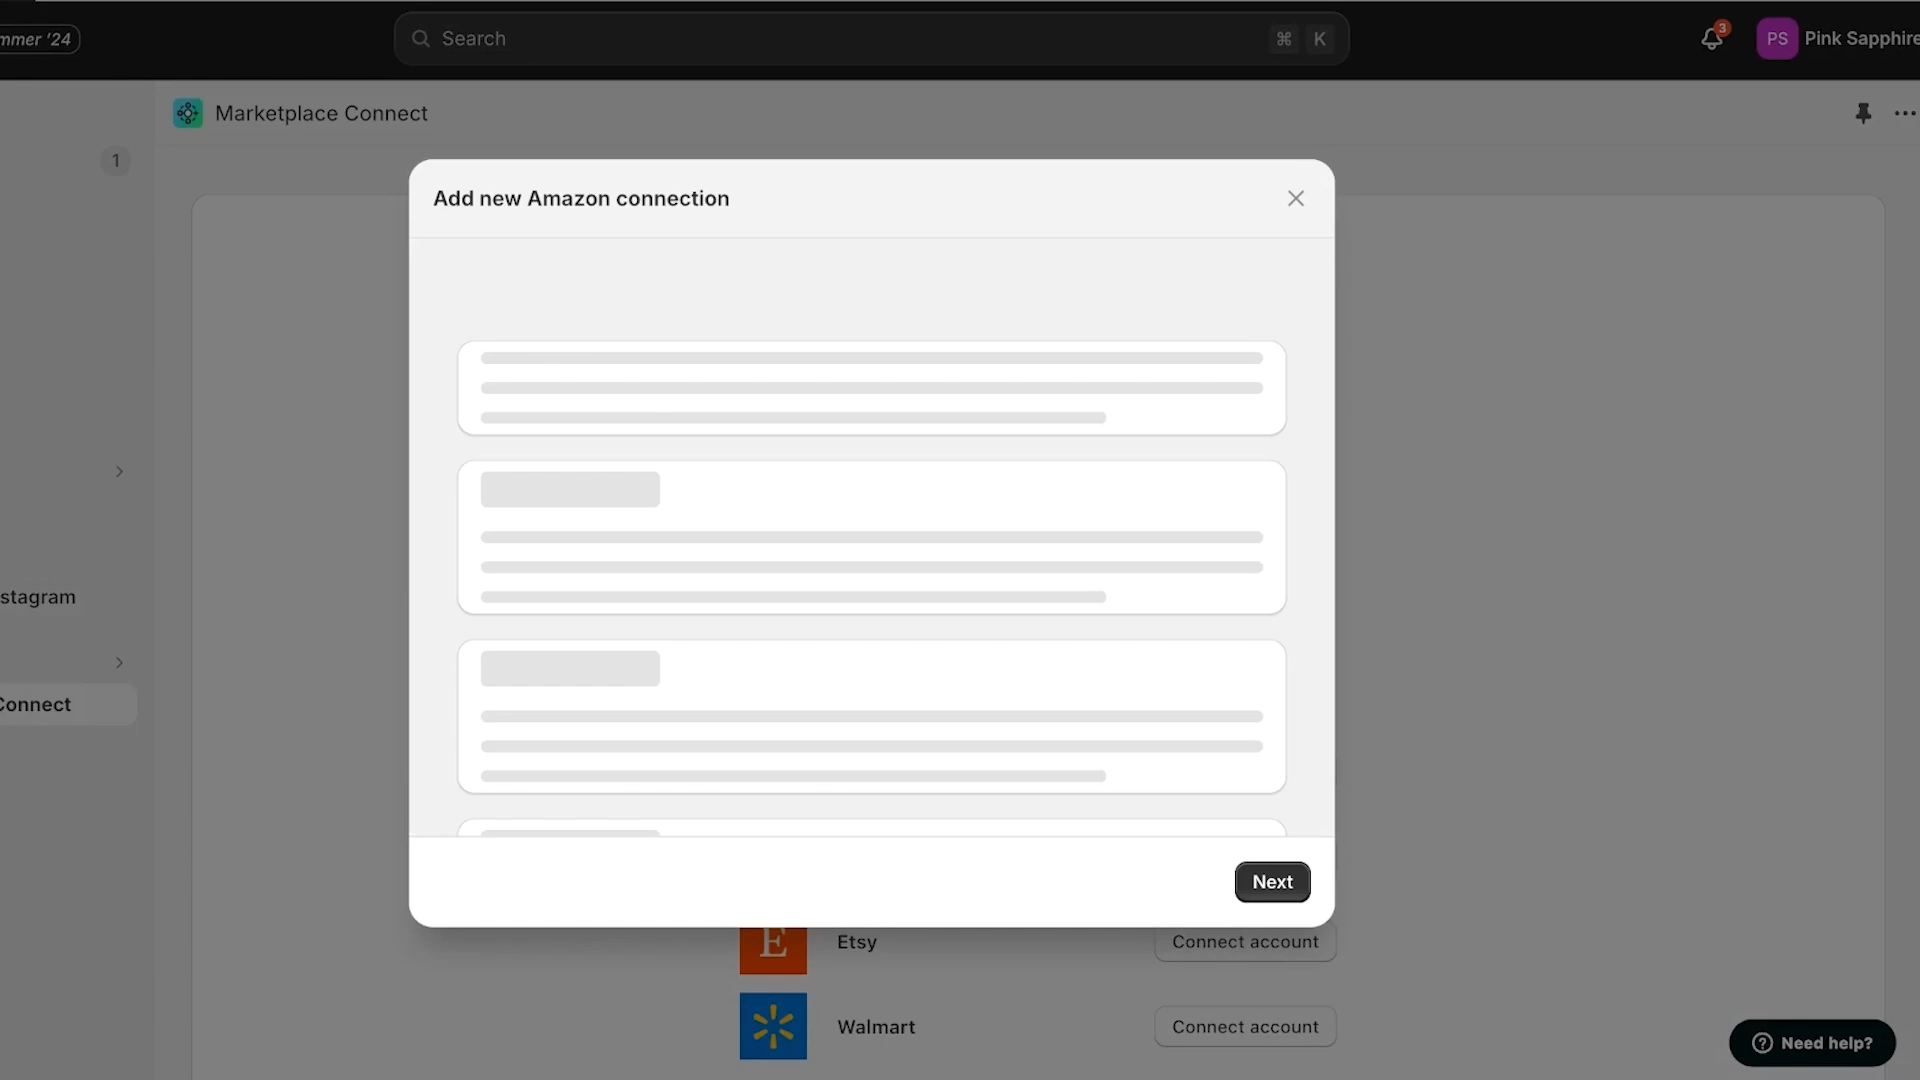 mmer '24
Search
⌘ K
3
PS
Pink Sapphire
Marketplace Connect
1
Add new Amazon connection
stagram
Connect
Next
E
Etsy
Connect account
Walmart
Connect account
Need help?